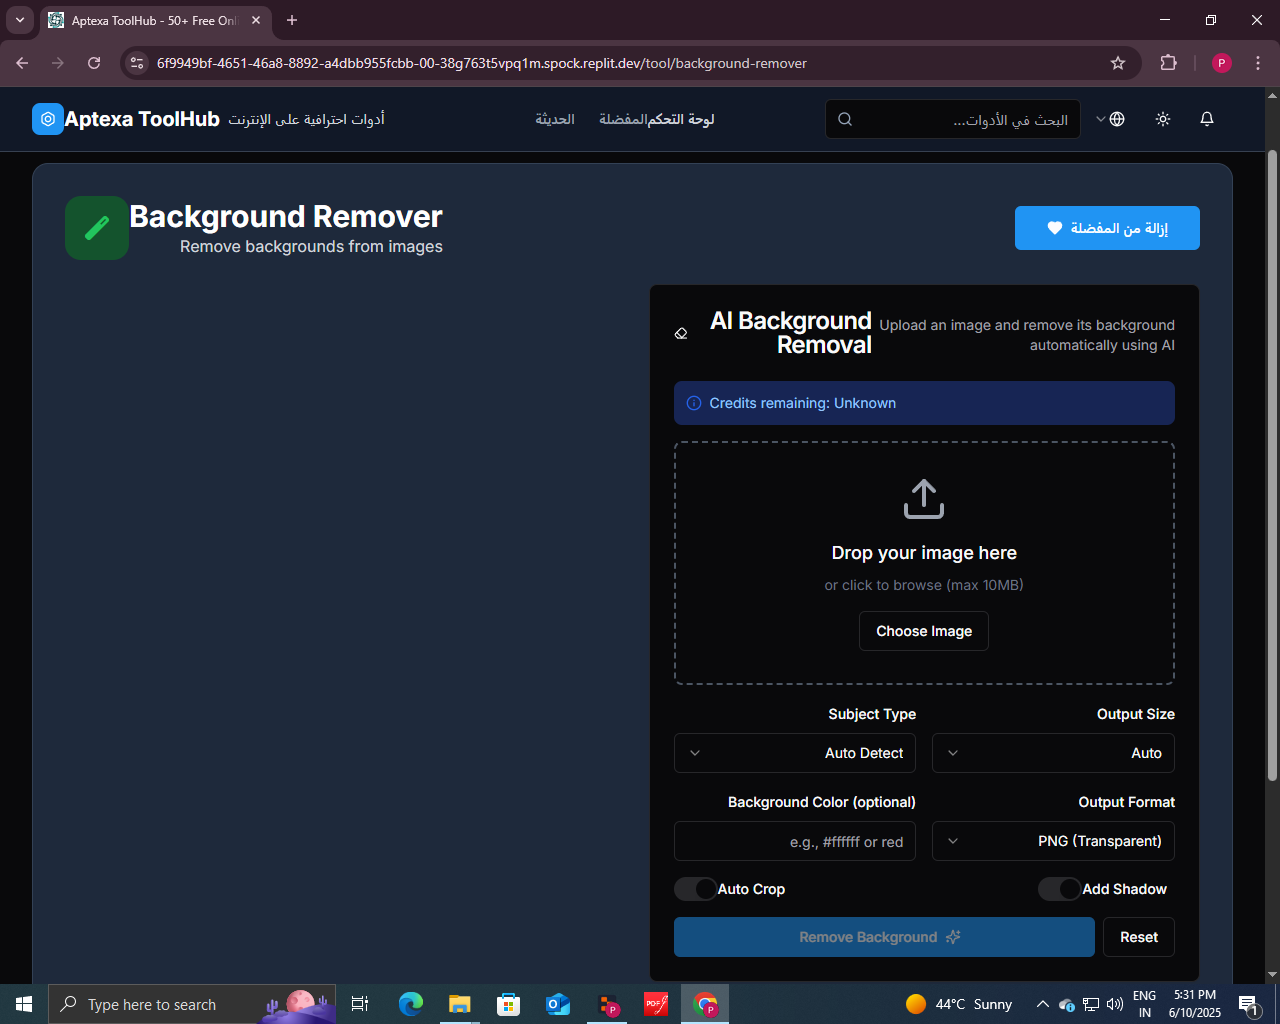 Aptexa ToolHub - 50+ Free Onl
6f9949bf-4651-46a8-8892-a4dbb955fcbb-00-38g763t5vpq1m.spock.replit.dev/tool/background-remover
P
Aptexa ToolHub
أدوات احترافية على الإنترنت
الحديثة
المفضلة
لوحة التحكم
البحث في الأدوات...
Background Remover
Remove backgrounds from images
إزالة من المفضلة
AI Background
Removal
Upload an image and remove its background
automatically using AI
Credits remaining: Unknown
Drop your image here
or click to browse (max 10MB)
Choose Image
Subject Type
Output Size
Auto Detect
Auto
Background Color (optional)
Output Format
e.g., #ffffff or red
PNG (Transparent)
Auto Crop
Add Shadow
Remove Background
Reset
Type here to search
P
PDF
P
44°C Sunny
ENG
IN
5:31 PM
6/10/2025
1